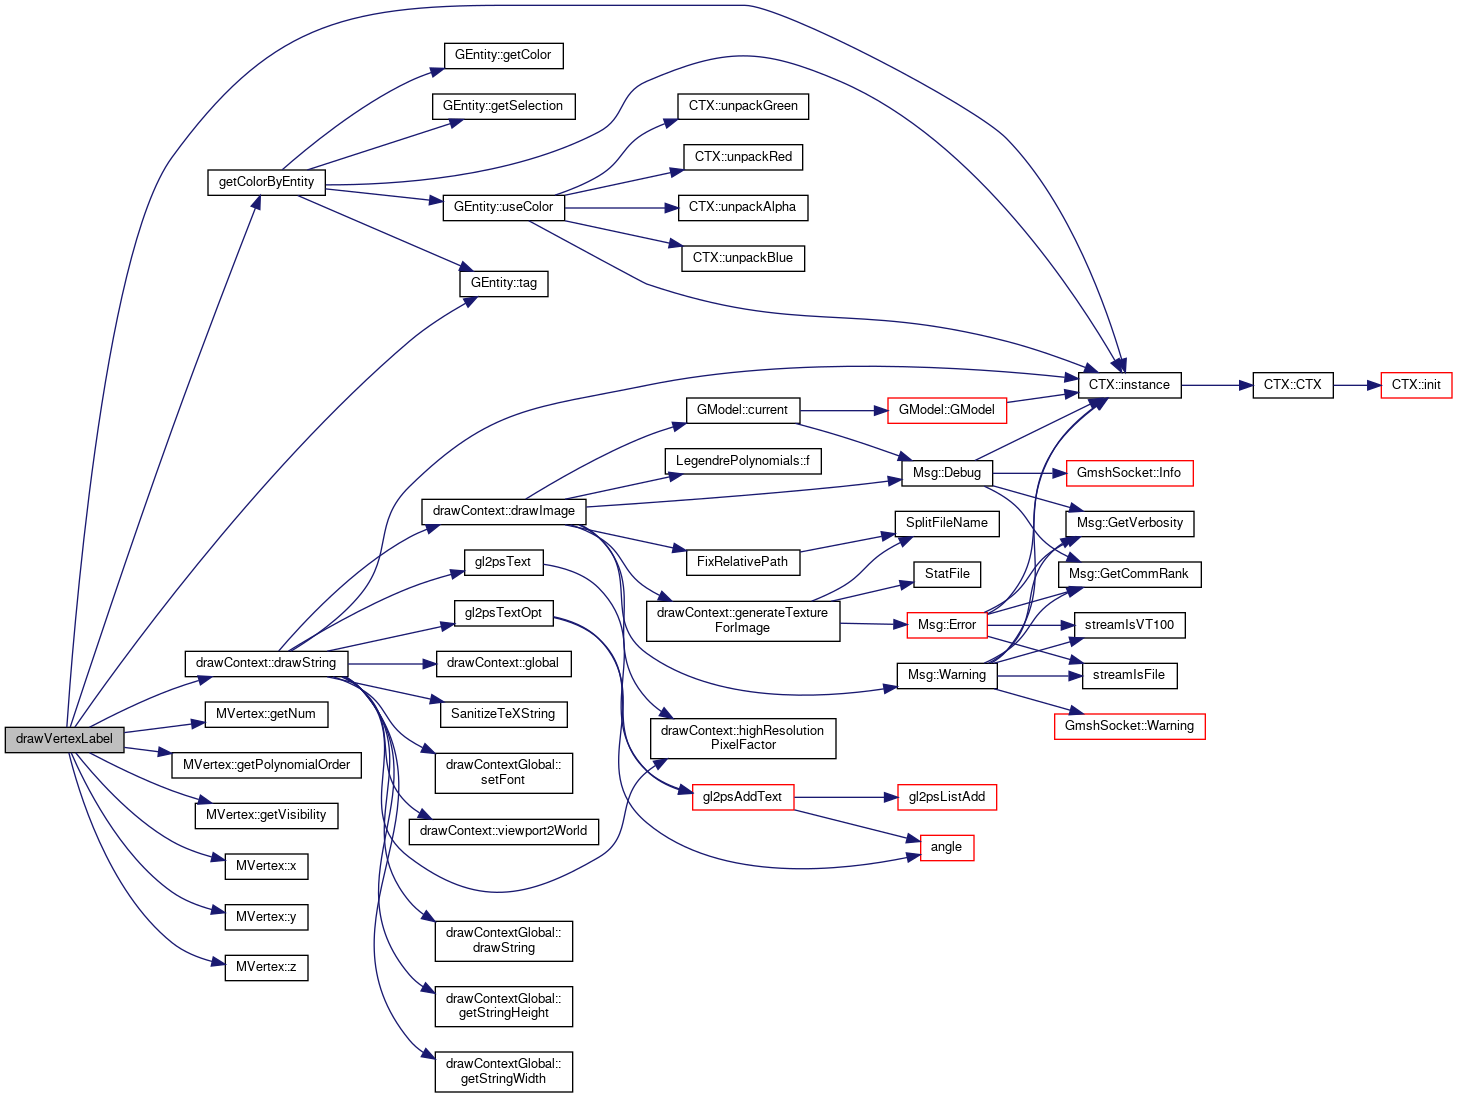 drawVertexLabel
getColorByEntity
drawContext::drawString
MVertex::getNum
MVertex::getPolynomialOrder
MVertex::getVisibility
MVertex::x
MVertex::y
MVertex::z
GEntity::getColor
GEntity::getSelection
GEntity::useColor
GEntity::tag
drawContext::drawImage
gl2psText
gl2psTextOpt
drawContext::global
SanitizeTeXString
drawContextGlobal::
setFont
drawContext::viewport2World
drawContextGlobal::
drawString
drawContextGlobal::
getStringHeight
drawContextGlobal::
getStringWidth
CTX::unpackGreen
CTX::unpackRed
CTX::unpackAlpha
CTX::unpackBlue
GModel::current
LegendrePolynomials::f
FixRelativePath
drawContext::generateTexture
ForImage
drawContext::highResolution
PixelFactor
gl2psAddText
GModel::GModel
Msg::Debug
SplitFileName
StatFile
Msg::Error
Msg::Warning
gl2psListAdd
angle
CTX::instance
GmshSocket::Info
Msg::GetVerbosity
Msg::GetCommRank
streamIsVT100
streamIsFile
GmshSocket::Warning
CTX::CTX
CTX::init